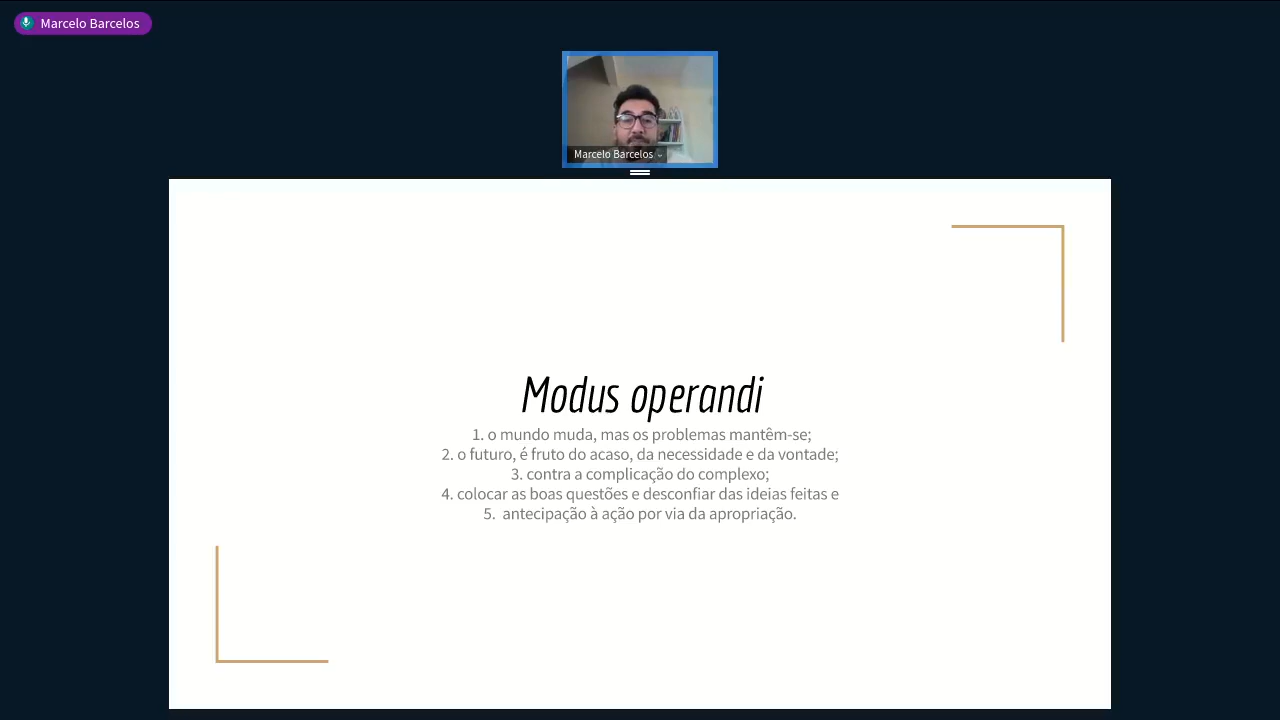 Marcelo Barcelos
Marcelo Barcelos
Modus operandi
1. o mundo muda, mas os problemas mantêm-se;
2. o futuro, é fruto do acaso, da necessidade e da vontade;
3. contra a complicação do complexo;
4. colocar as boas questões e desconfiar das ideias feitas e
5. antecipação à ação por via da apropriação.